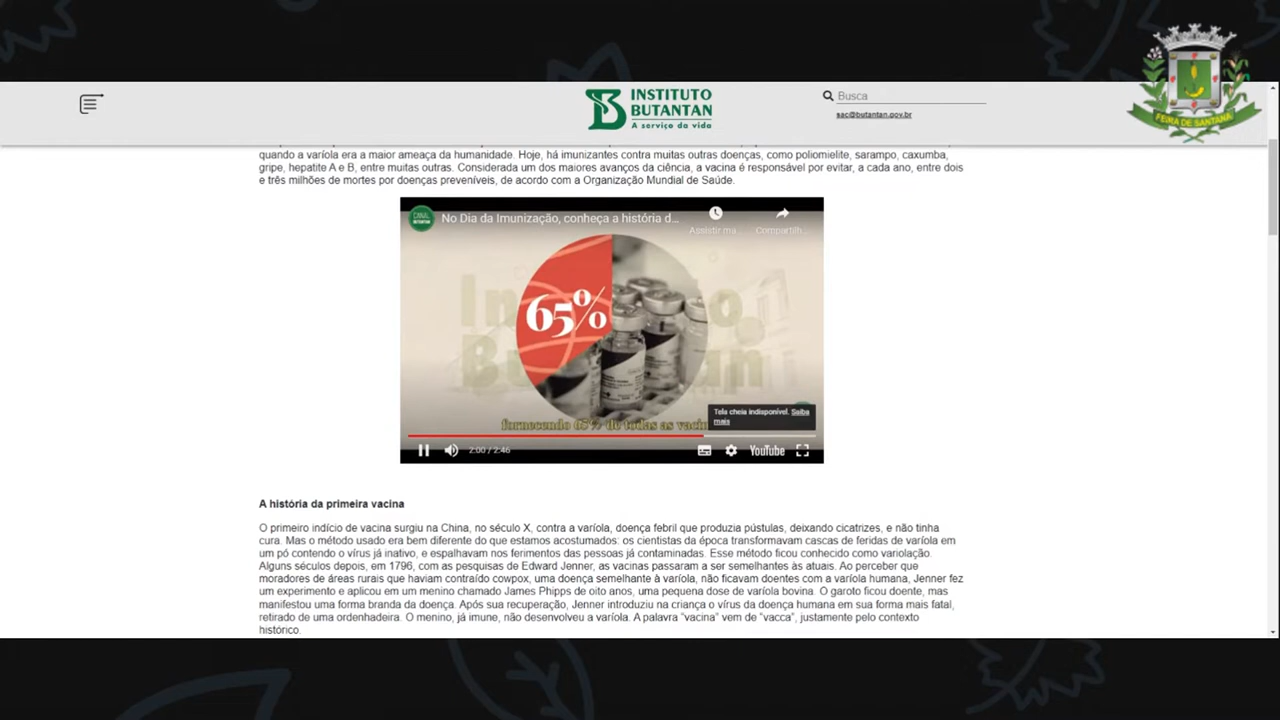 INSTITUTO
BUTANTAN
A serviço da vida
Busca
sac@butantan.gov.br
FEIRA DE SANTANA
quando a varíola era a maior ameaça da humanidade. Hoje, há imunizantes contra muitas outras doenças, como poliomielite, sarampo, caxumba,
gripe, hepatite A e B, entre muitas outras. Considerada um dos maiores avanços da ciência, a vacina é responsável por evitar, a cada ano, entre dois
e três milhões de mortes por doenças preveníveis, de acordo com a Organização Mundial de Saúde.
No Dia da Imunização, conheça a história d...
Assistir ma...
Compartilh...
65%
Tela cheia indisponível. Saiba
mais
fornecendo 65% de todas as
2:00 / 2:46
YouTube
A história da primeira vacina
O primeiro indício de vacina surgiu na China, no século X, contra a varíola, doença febril que produzia pústulas, deixando cicatrizes, e não tinha
cura. Mas o método usado era bem diferente do que estamos acostumados: os cientistas da época transformavam cascas de feridas de varíola em
um pó contendo o vírus já inativo, e espalhavam nos ferimentos das pessoas já contaminadas. Esse método ficou conhecido como variolação.
Alguns séculos depois, em 1796, com as pesquisas de Edward Jenner, as vacinas passaram a ser semelhantes às atuais. Ao perceber que
moradores de áreas rurais que haviam contraído cowpox, uma doença semelhante à varíola, não ficavam doentes com a varíola humana, Jenner fez
um experimento e aplicou em um menino chamado James Phipps de oito anos, uma pequena dose de varíola bovina. O garoto ficou doente, mas
manifestou uma forma branda da doença. Após sua recuperação, Jenner introduziu na criança o vírus da doença humana em sua forma mais fatal,
retirado de uma ordenhadeira. O menino, já imune, não desenvolveu a varíola. A palavra “vacina” vem de “vacca”, justamente pelo contexto
histórico.